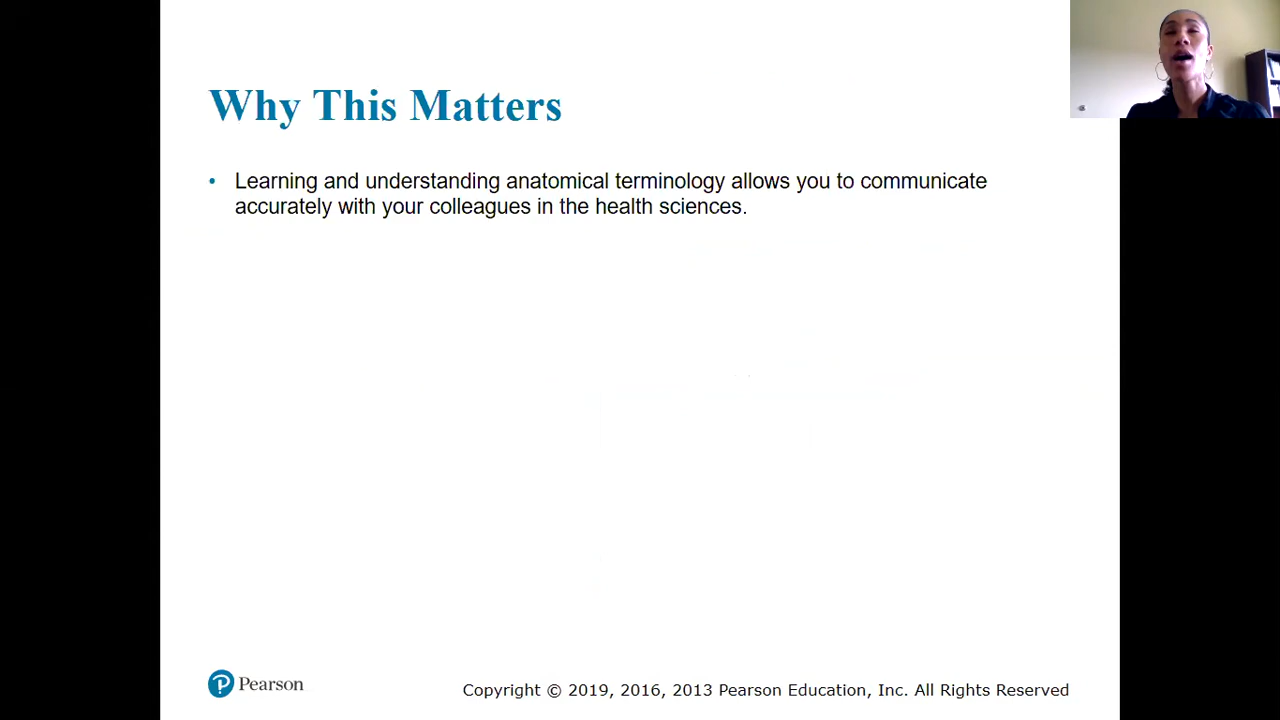 Why This Matters
• Learning and understanding anatomical terminology allows you to communicate
accurately with your colleagues in the health sciences.
Pearson
Copyright © 2019, 2016, 2013 Pearson Education, Inc. All Rights Reserved